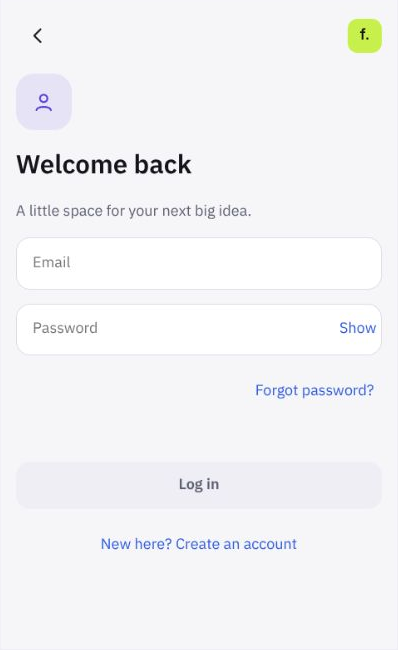 f.
Welcome back
A little space for your next big idea.
Email
Password Show
Forgot password?
Log in
New here? Create an account